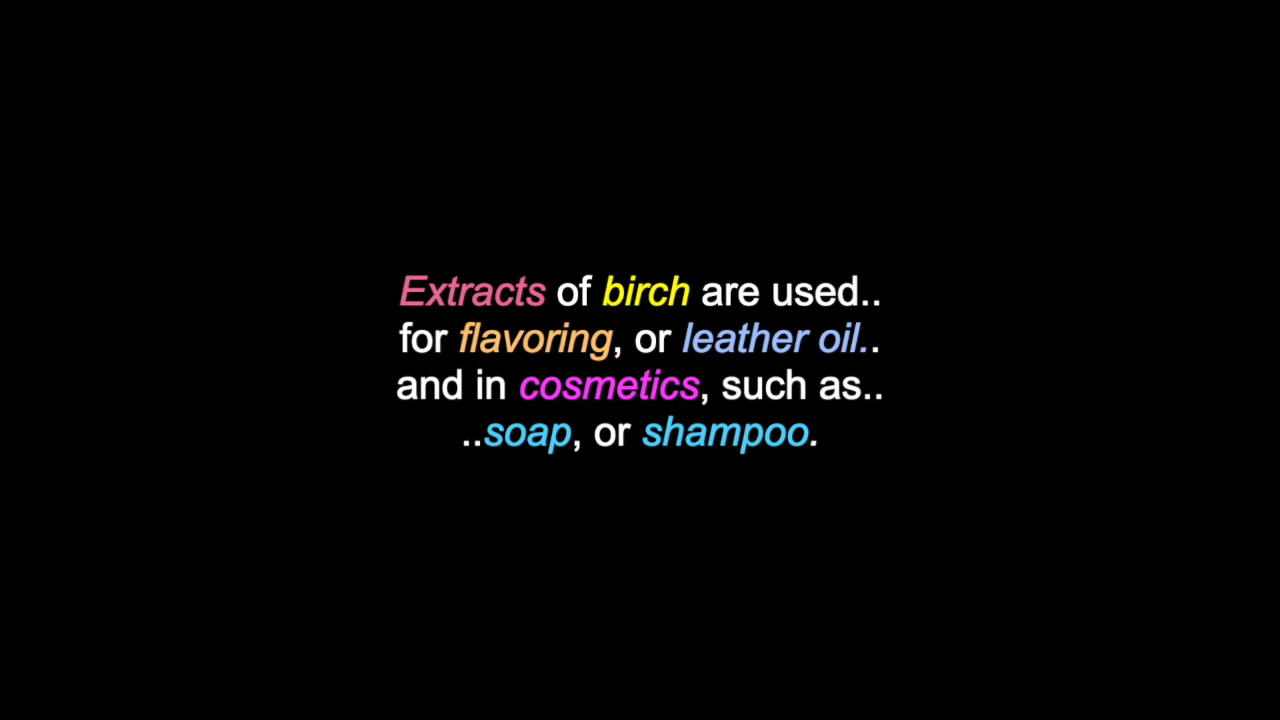 Extracts of birch are used..
for flavoring, or leather oil..
and in cosmetics, such as..
..soap, or shampoo.